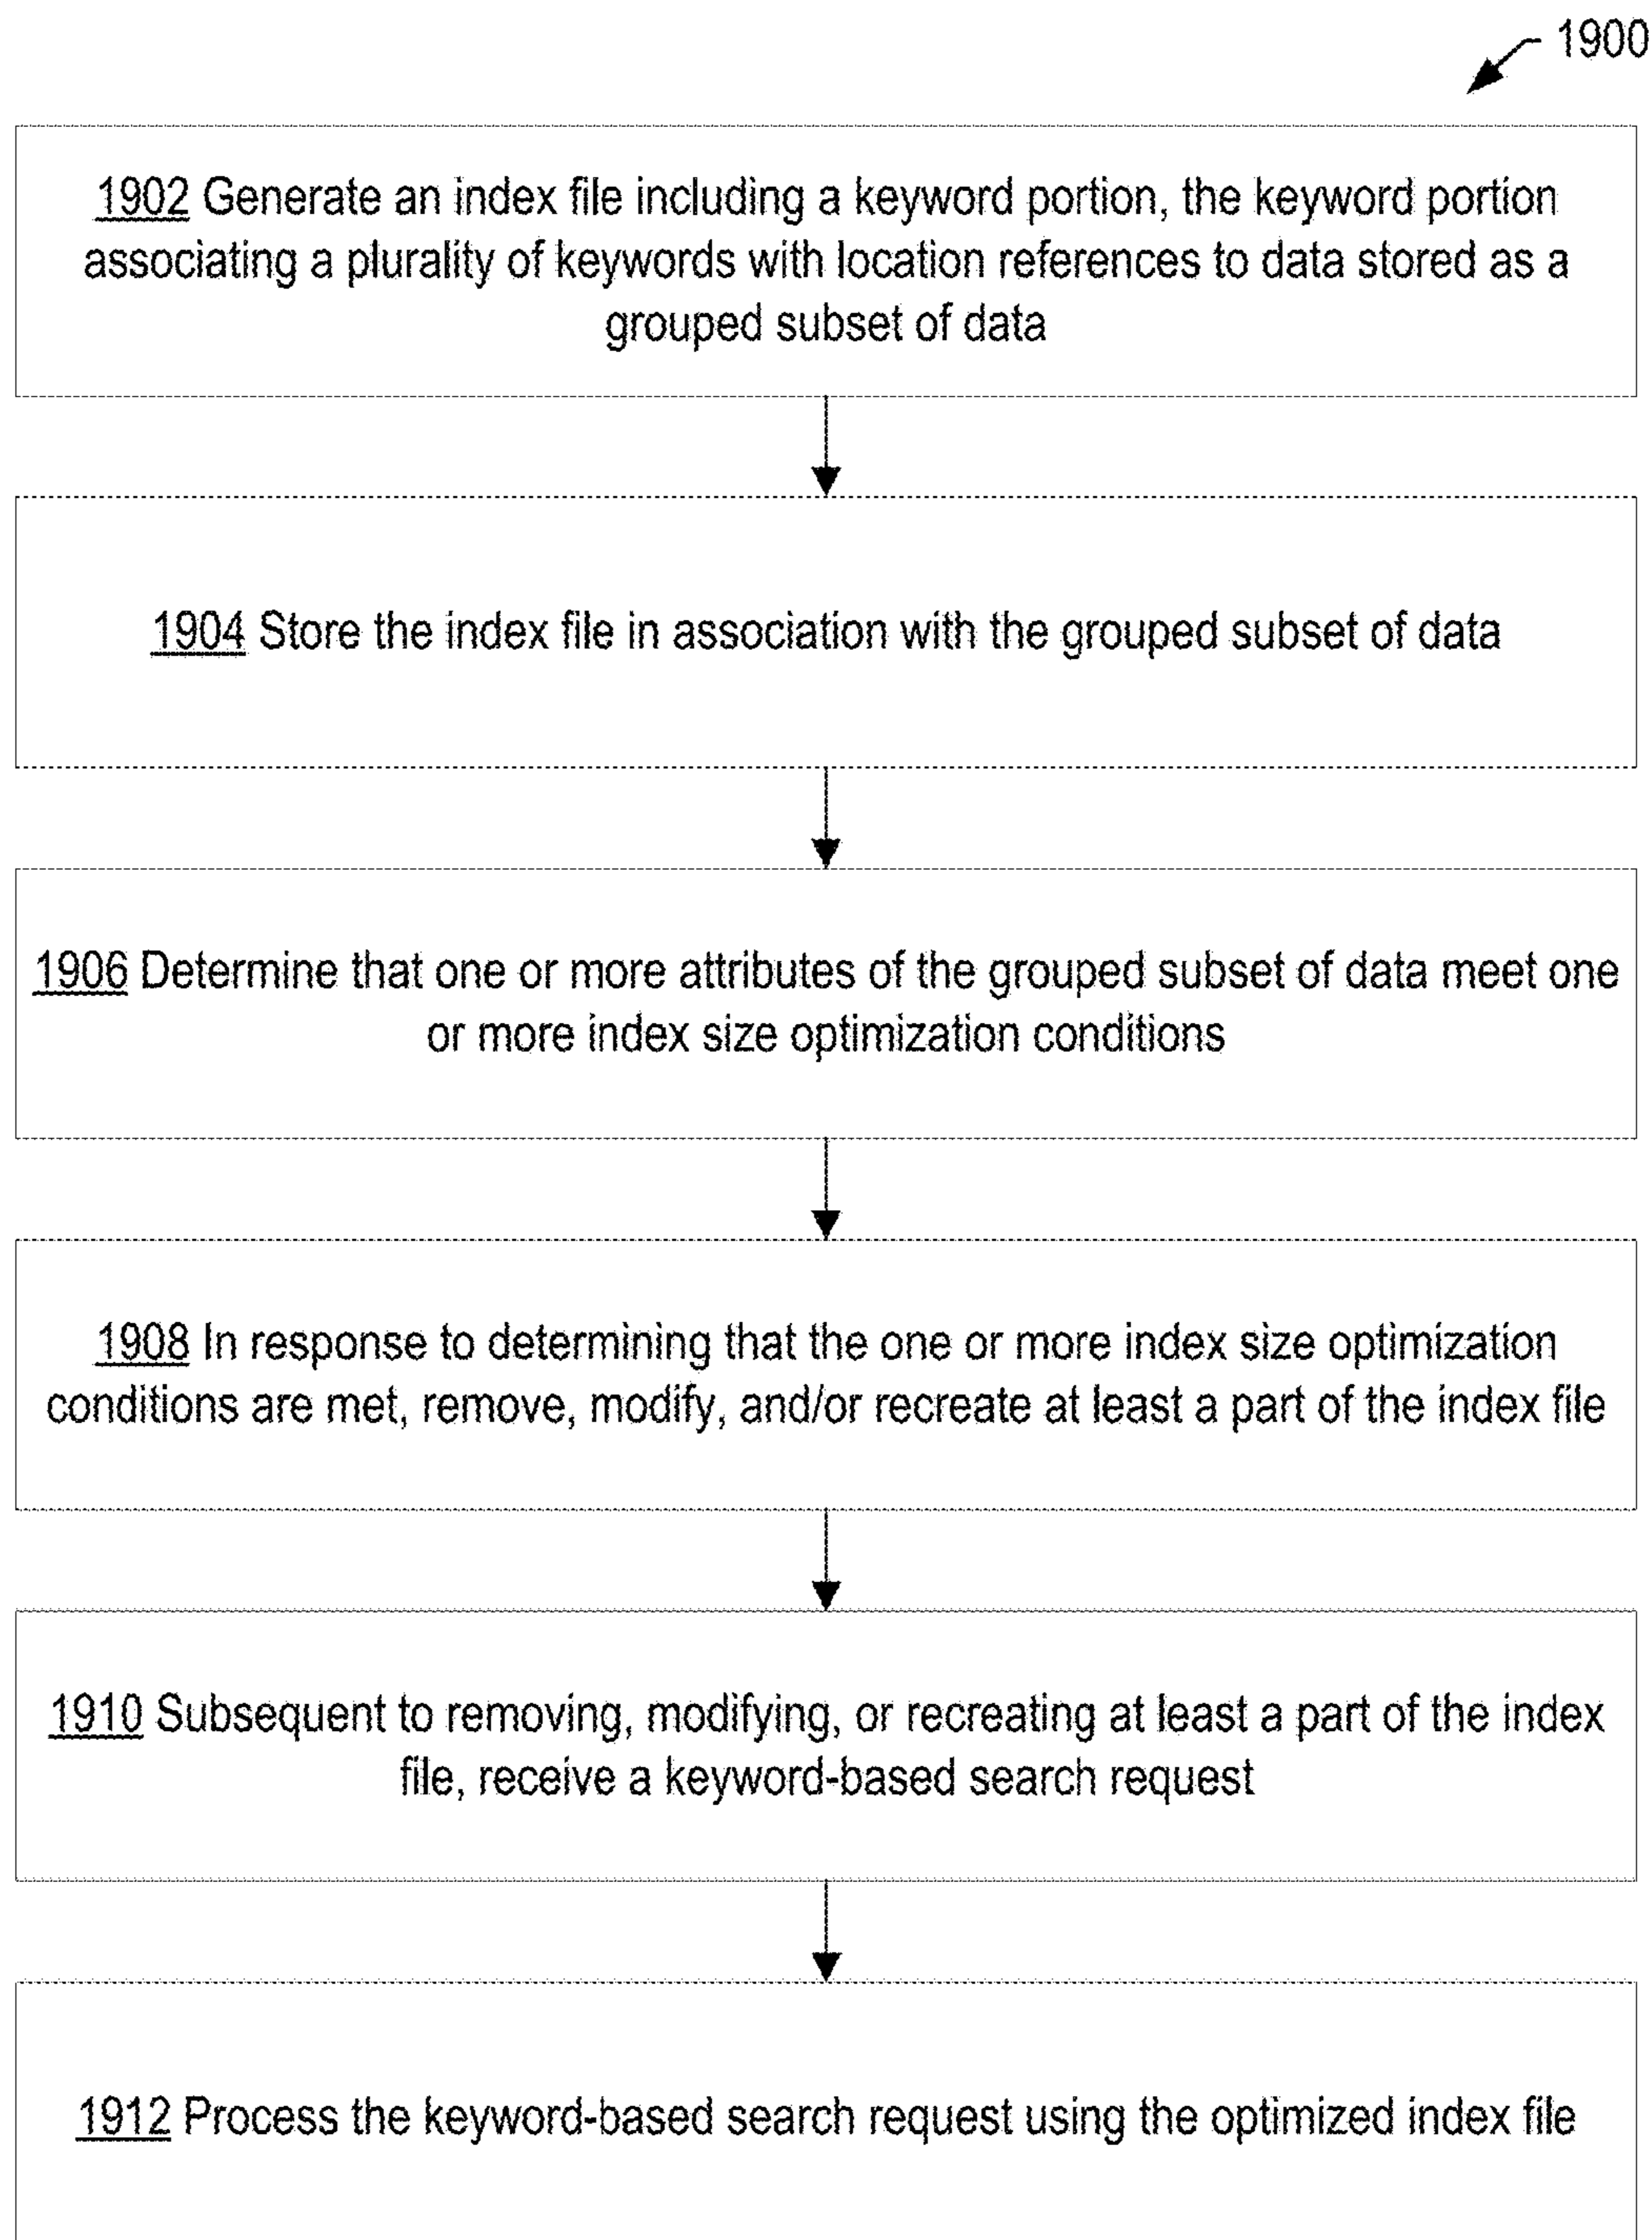 1900
1902 Generate an index file including a keyword portion, the keyword portion
associating a plurality of keywords with location references to data stored as a
grouped subset of data
1904 Store the index file in association with the grouped subset of data
1906 Determine that one or more attributes of the grouped subset of data meet one
or more index size optimization conditions
1908 In response to determining that the one or more index size optimization
conditions are met, remove, modify, and/or recreate at least a part of the index file
1910 Subsequent to removing, modifying, or recreating at least a part of the index
file, receive a keyword-based search request
1912 Process the keyword-based search request using the optimized index file